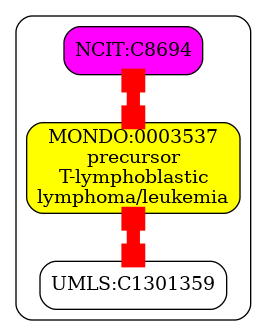 NCIT:C8694
MONDO:0003537
precursor
T-lymphoblastic
lymphoma/leukemia
UMLS:C1301359